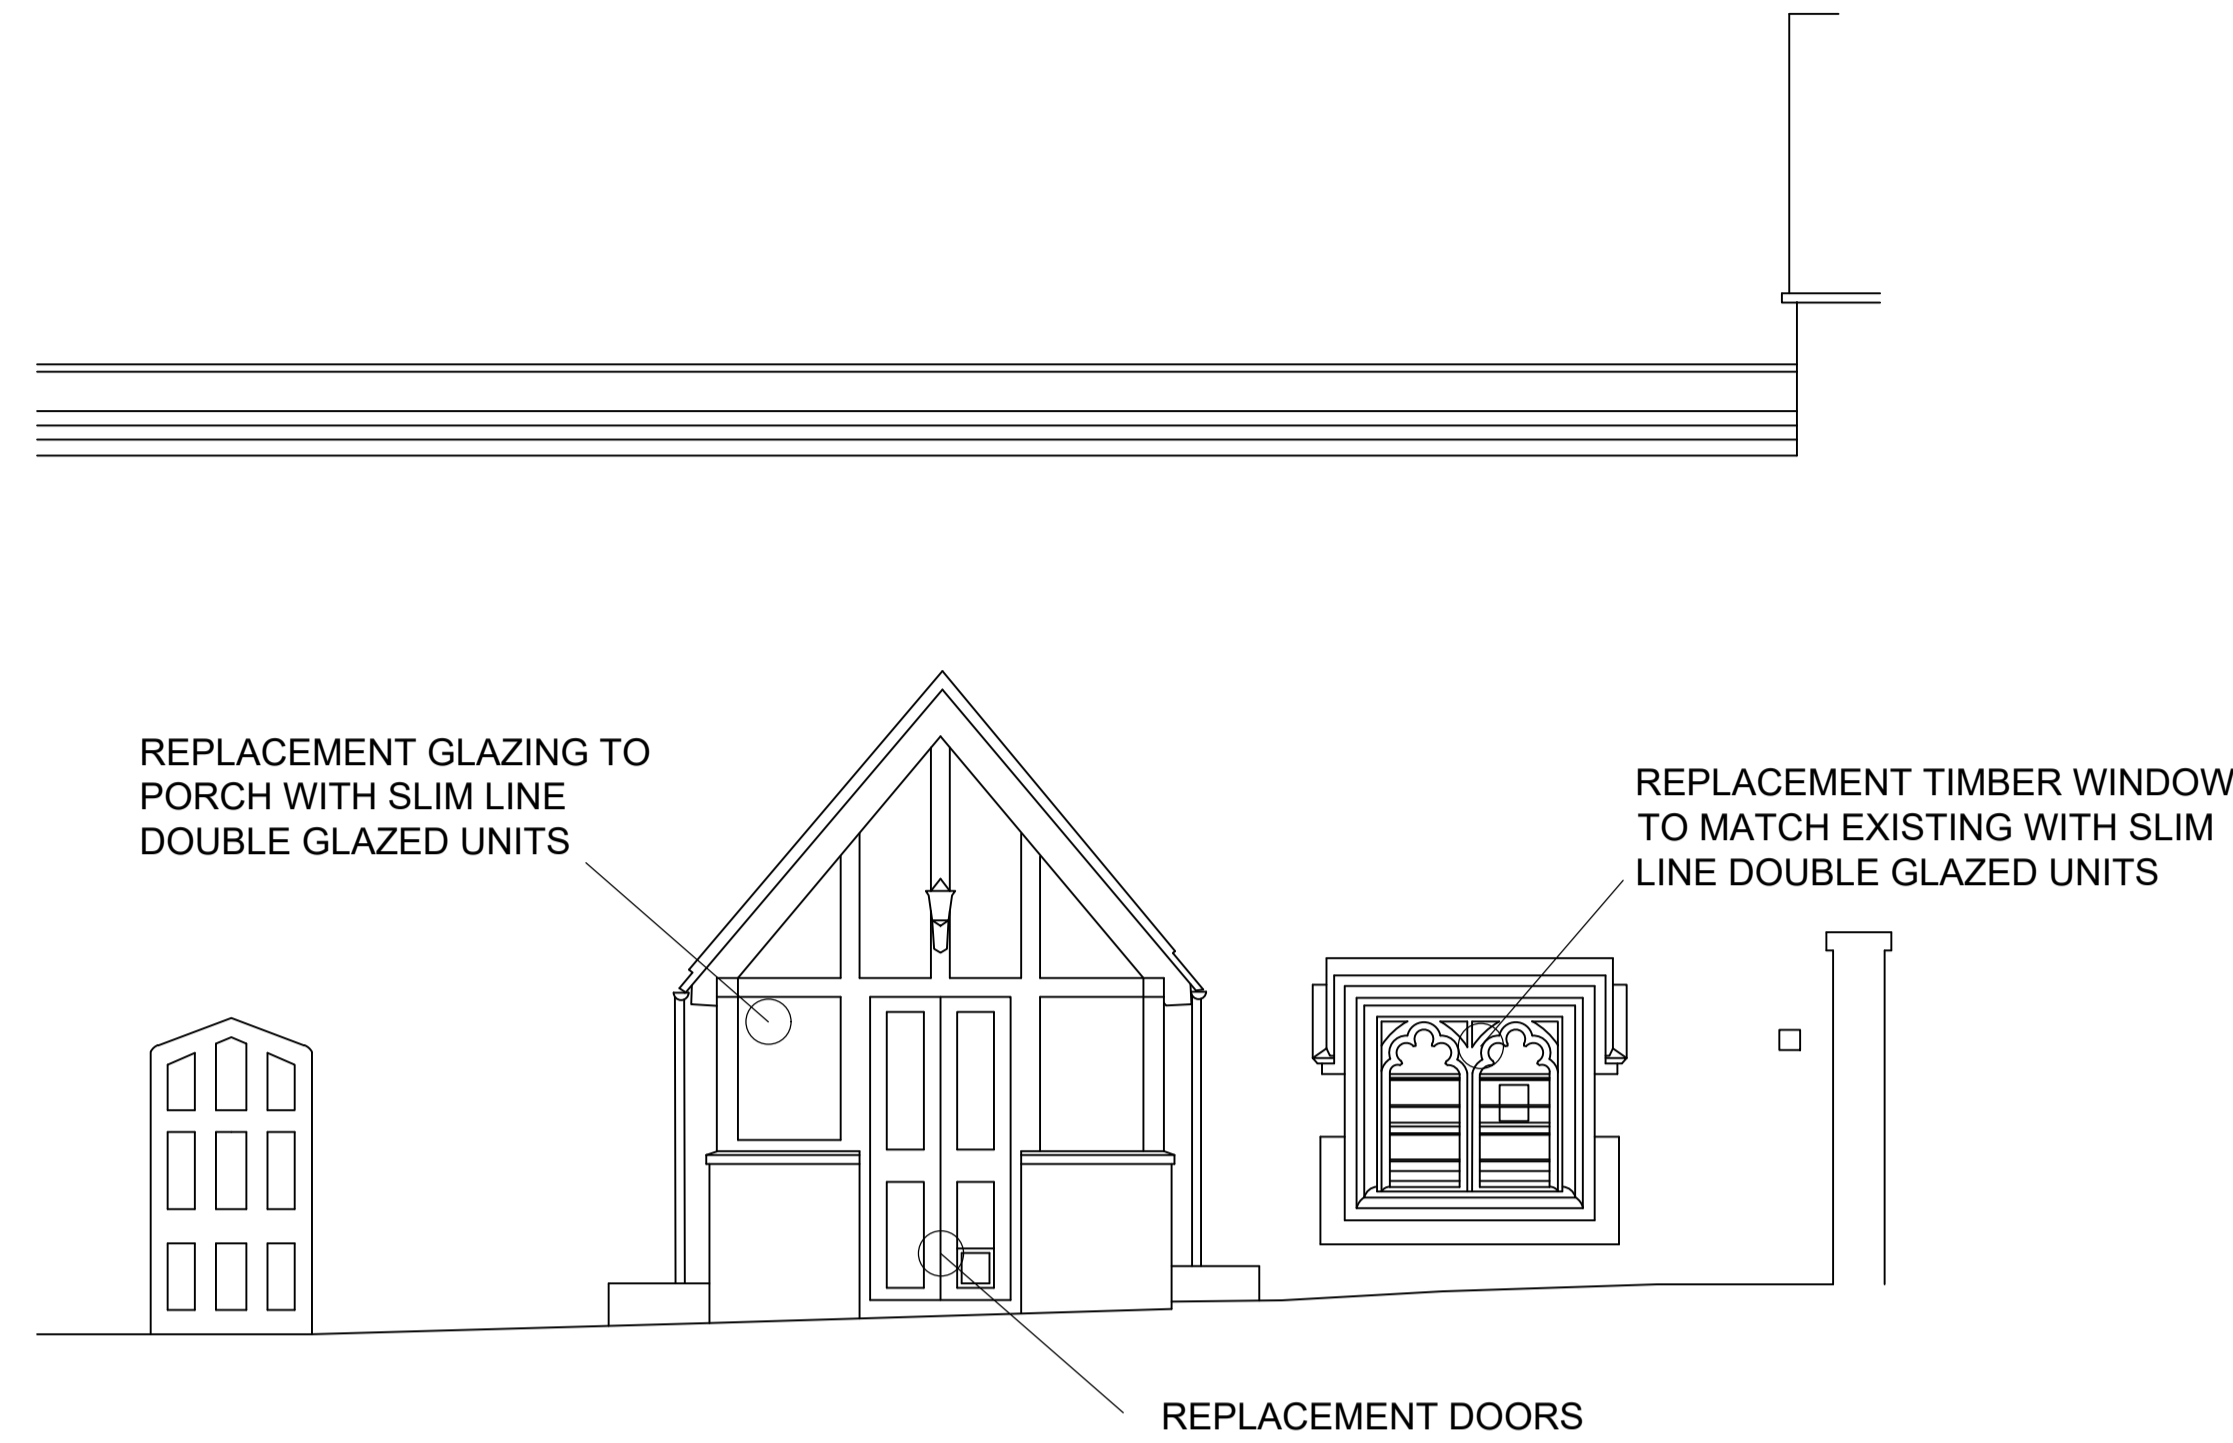 REPLACEMENT GLAZING TO
PORCH WITH SLIM LINE
DOUBLE GLAZED UNITS
REPLACEMENT TIMBER WINDOW
TO MATCH EXISTING WITH SLIM
LINE DOUBLE GLAZED UNITS
REPLACEMENT DOORS